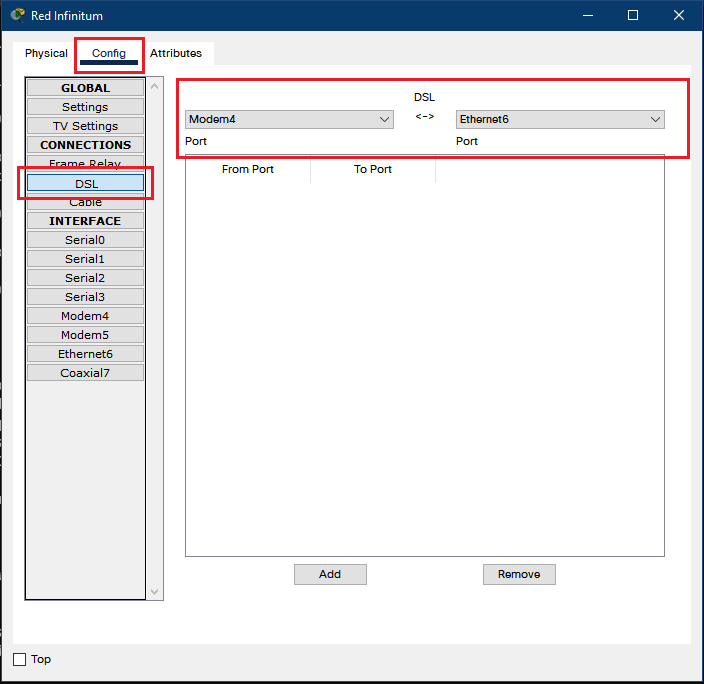 Red Infinitum
Physical Config Attributes
GLOBAL
Settings
TV Settings
CONNECTIONS
Frame Relay
DSL
Cable
INTERFACE
Serial0
Serial1
Serial2
Serial3
Modem4
Modem5
Ethernet6
Coaxial7
DSL
Modem4 <-> Ethernet6
Port Port
From Port To Port
Add Remove
Top